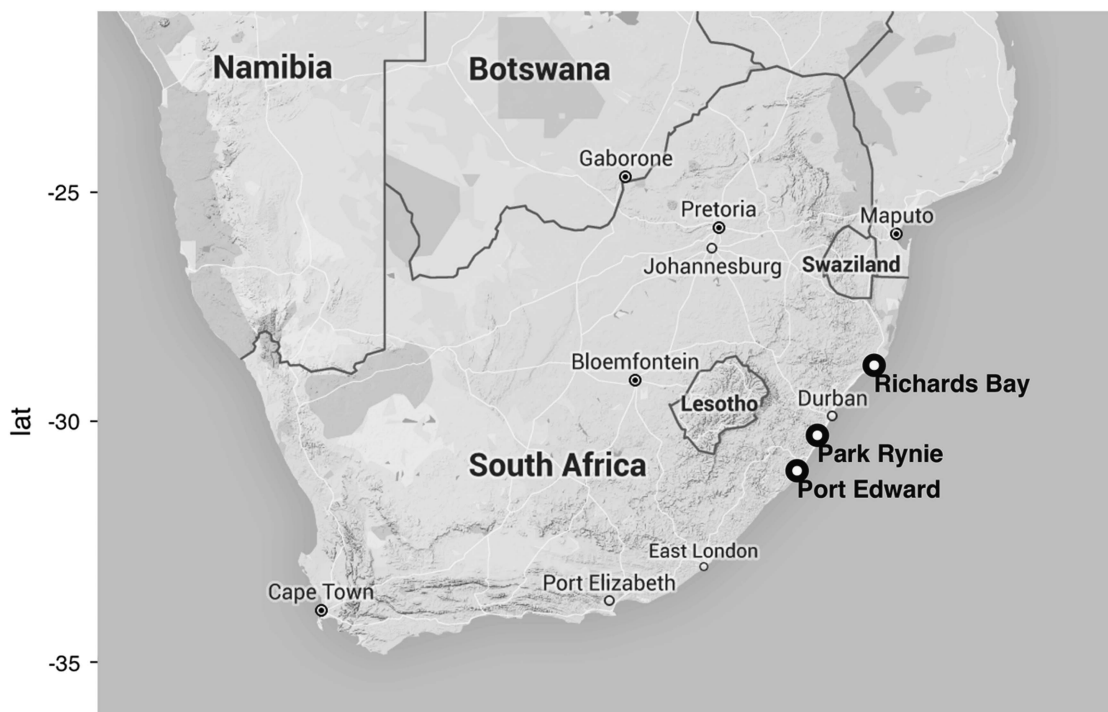 Namibia
Botswana
Gaborone
-25
Pretoria
Maputo
Johannesburg
Swaziland
Bloemfontein
Richards Bay
Lesotho
Durban
lat
-30
Park Rynie
South Africa
Port Edward
East London
Port Elizabeth
Cape Town
-35